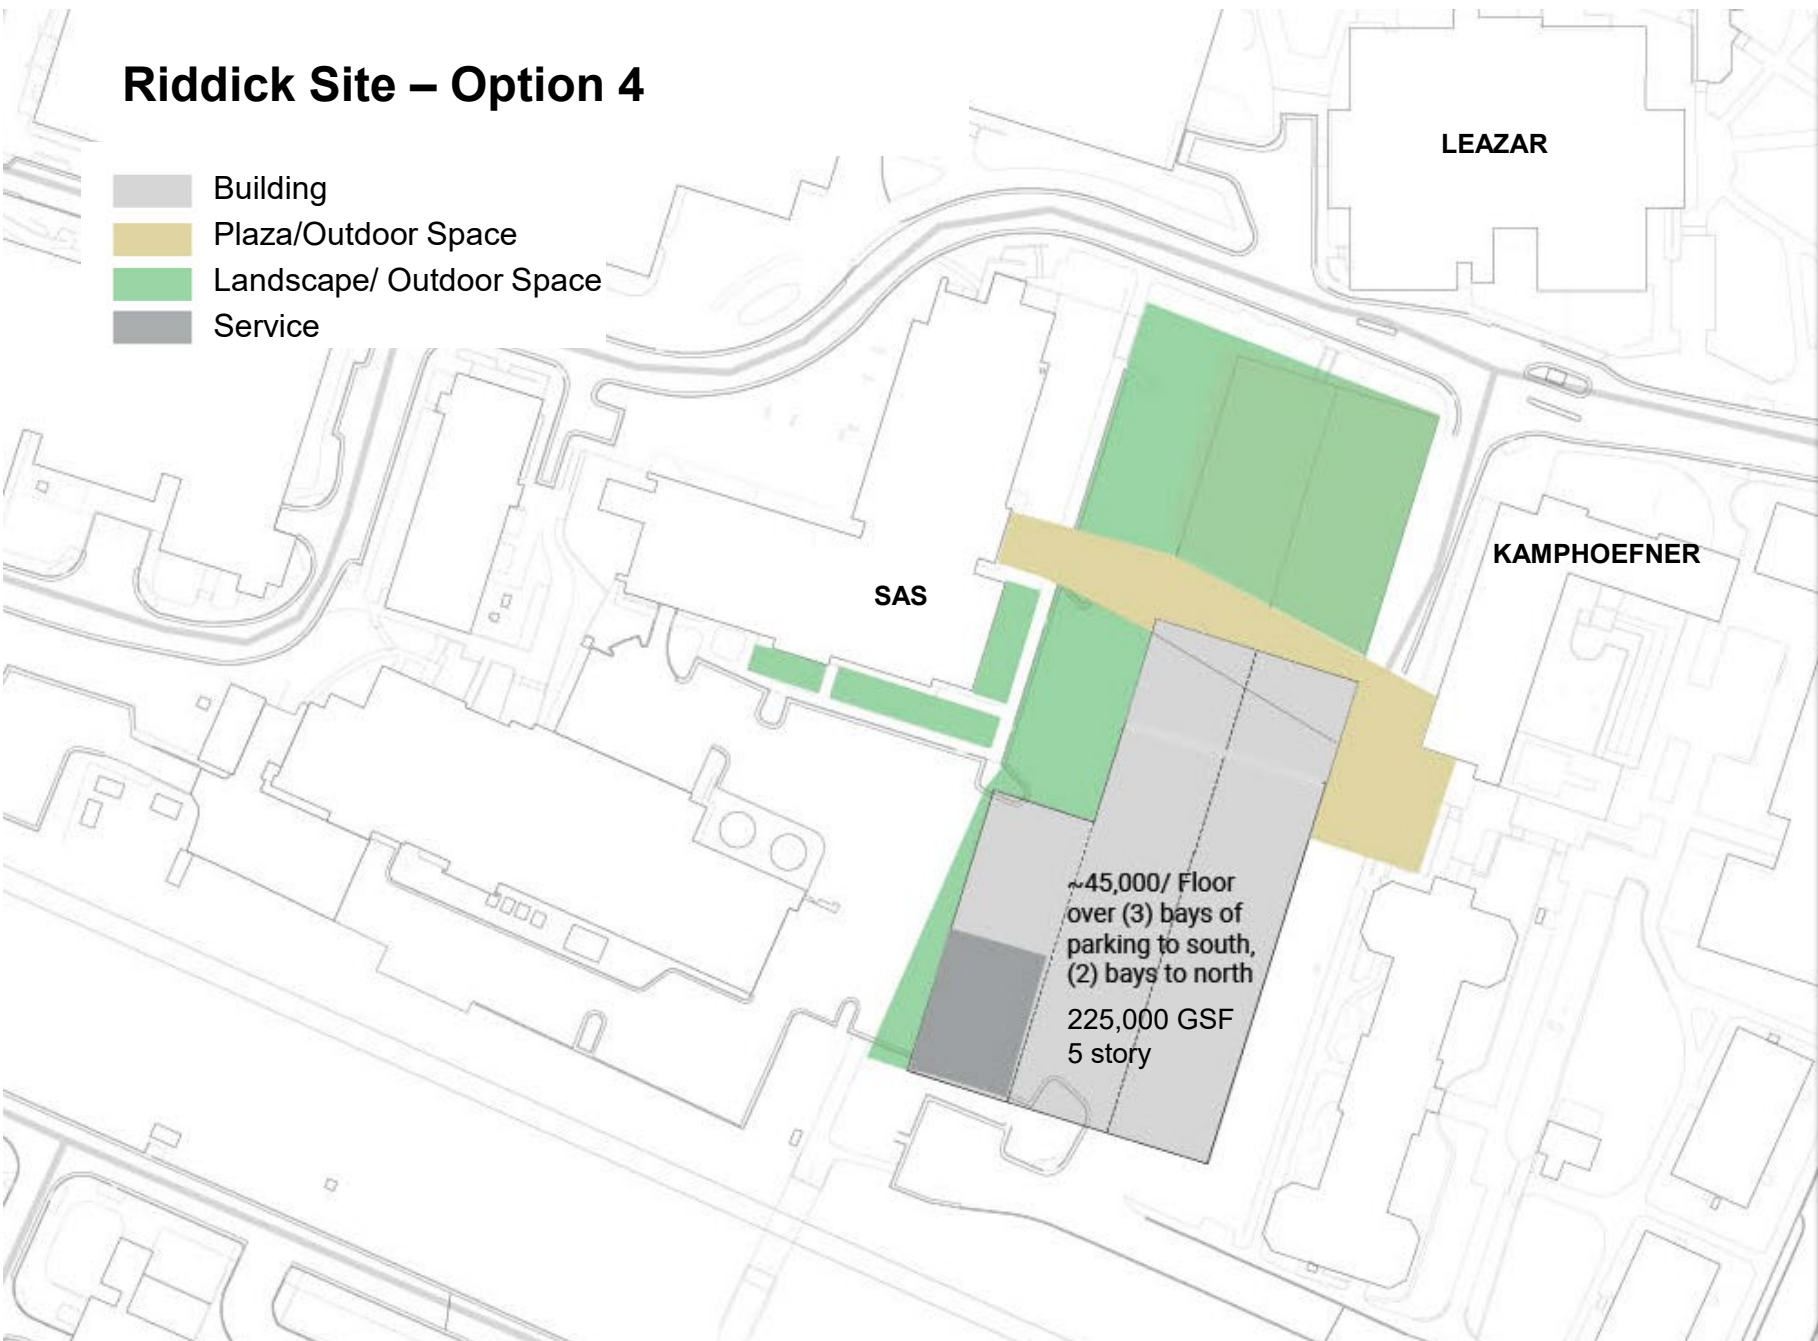 Riddick Site – Option 4
Building
Plaza/Outdoor Space
Landscape/ Outdoor Space
Service
LEAZAR
KAMPHOEFNER
SAS
~45,000/ Floor
over (3) bays of
parking to south,
(2) bays to north
225,000 GSF
5 story